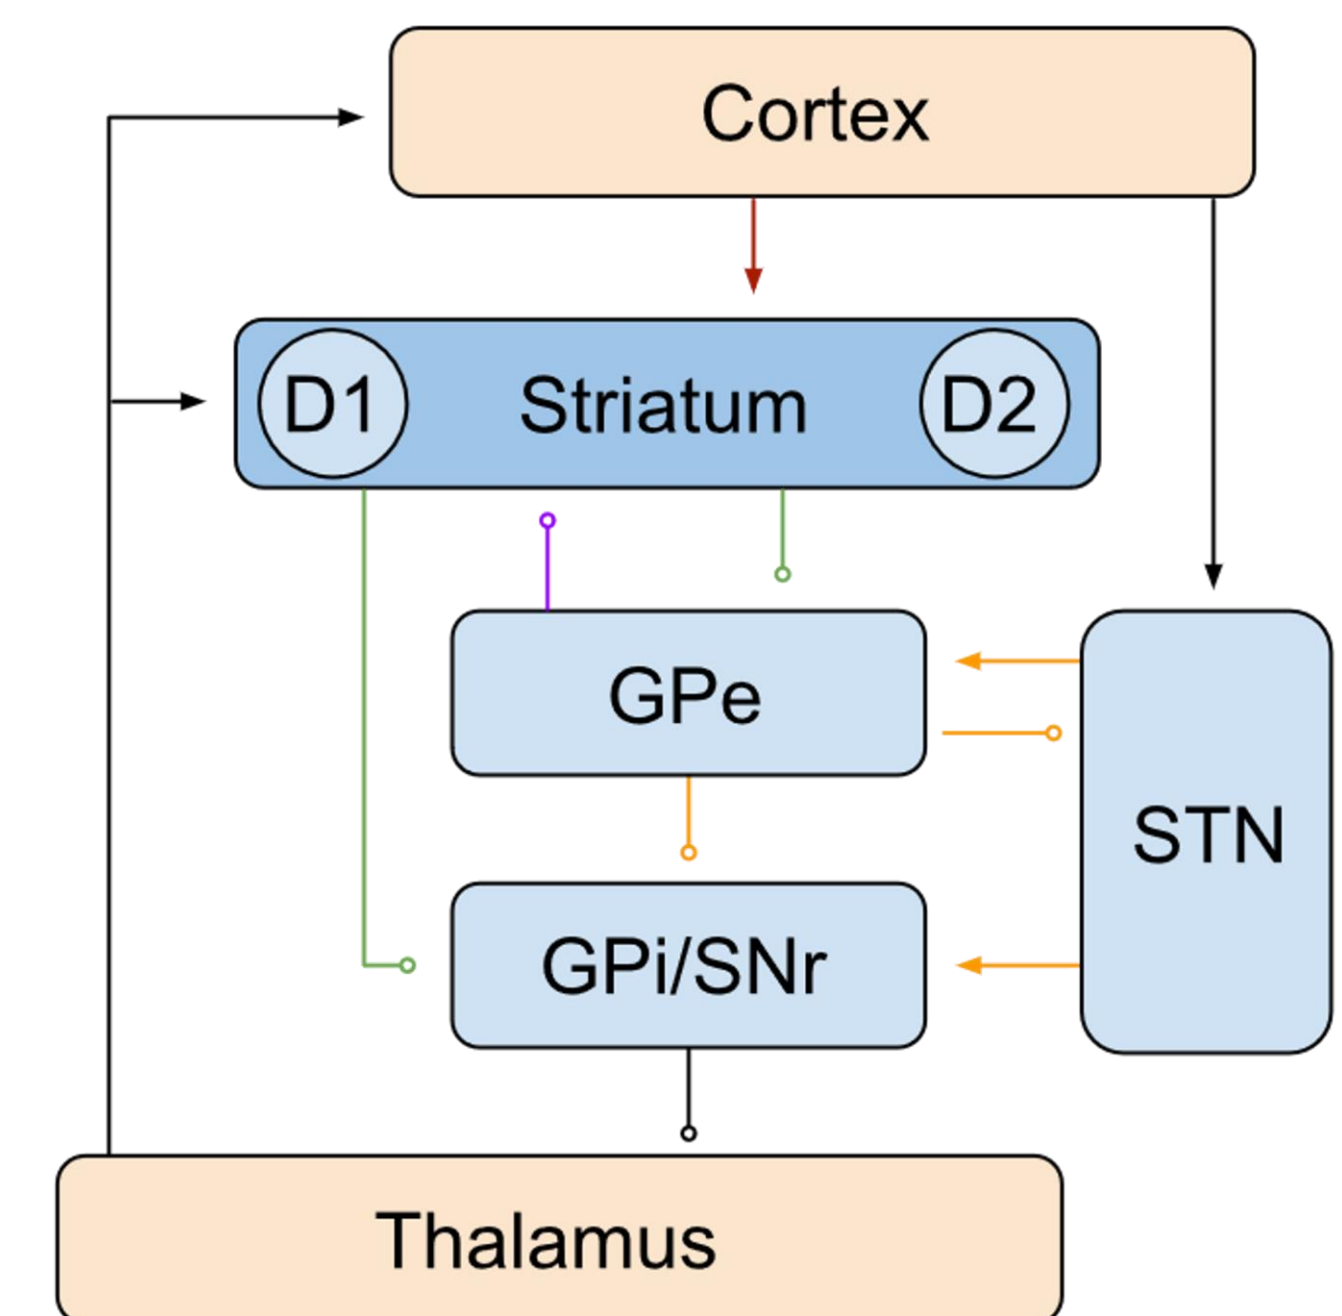 Cortex
D1 Striatum D2
GPe
STN
GPi/SNr
Thalamus